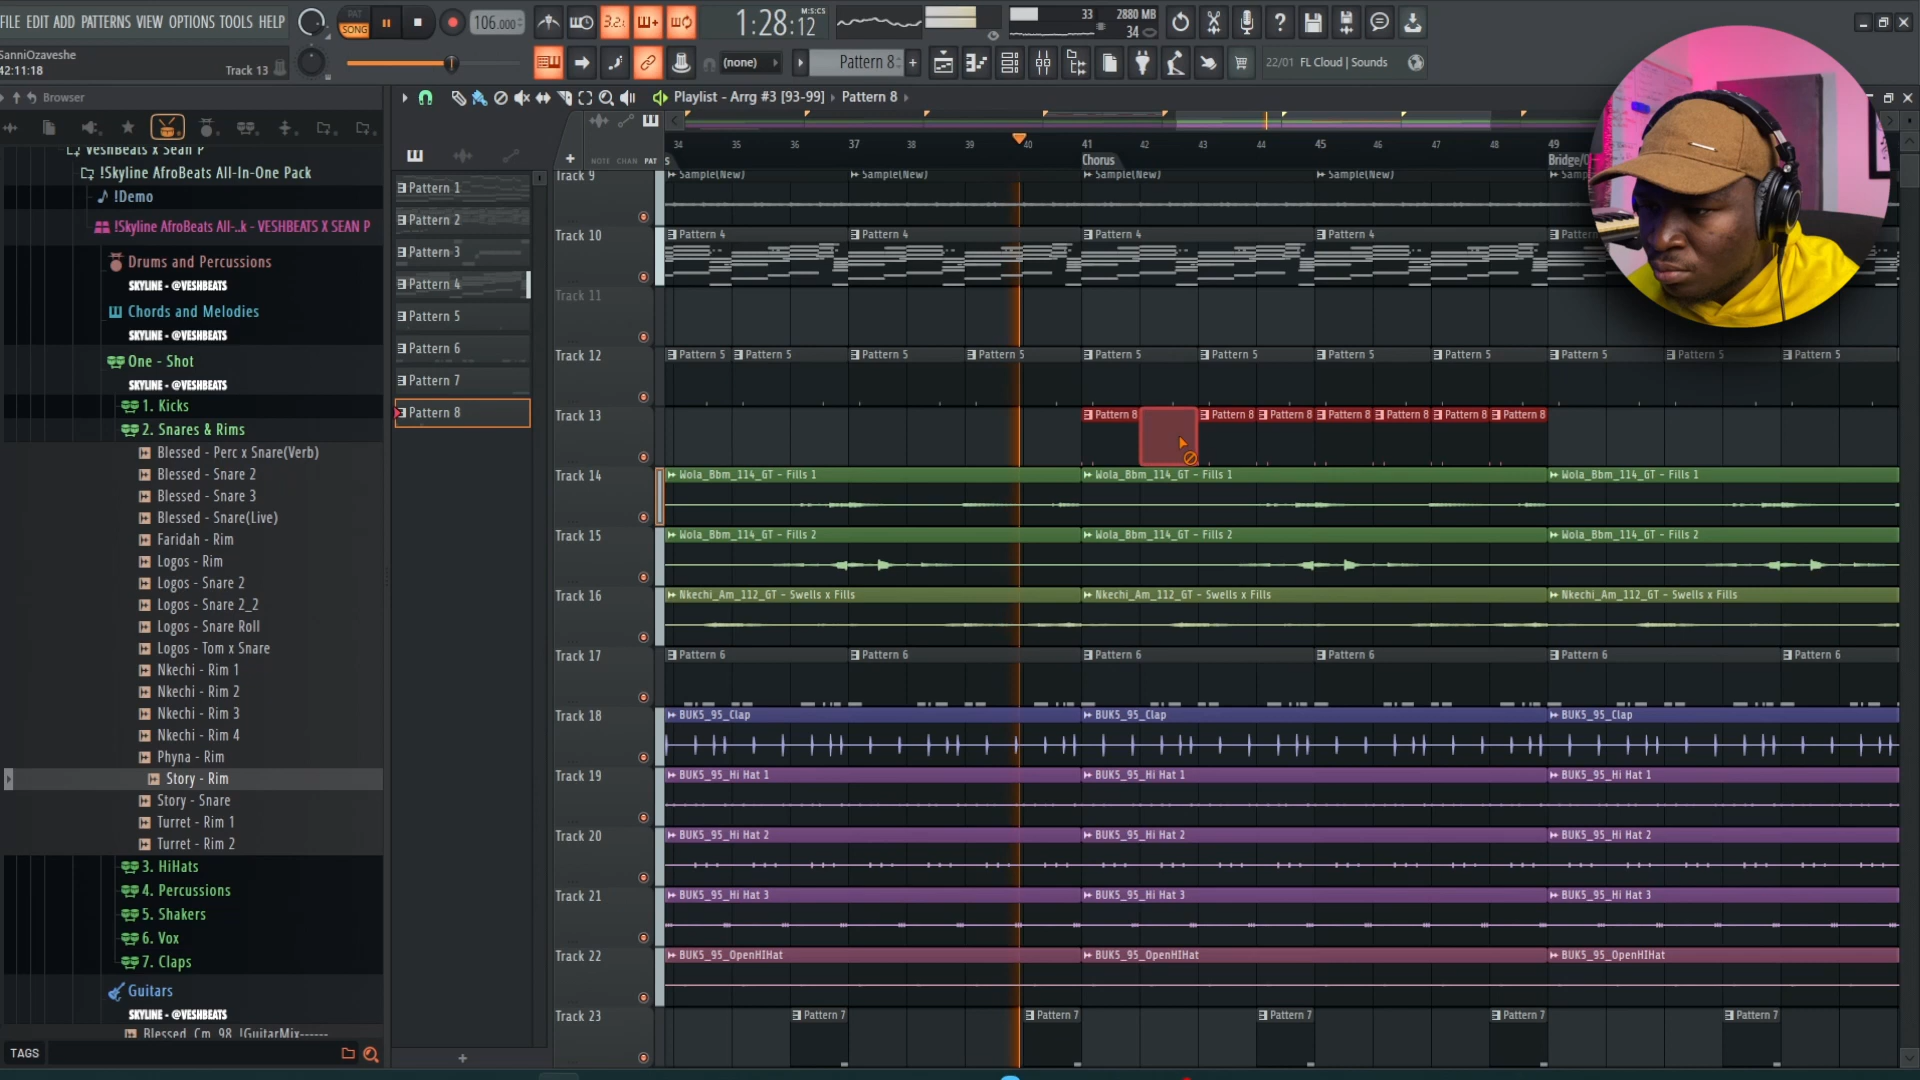 FILE EDIT ADD PATTERNS VIEW OPTIONS TOOLS HELP
PAT
SONG
106.000
3.2:
1:28:12
M:S:CS
33
2880 MB
34
SanniOzaveshe
42:11:18
Track 13
(none)
Pattern 8
22/01 FL Cloud | Sounds
Browser
Playlist - Arrg #3 [93-99] › Pattern 8
VeshBeats x Sean P
!Skyline AfroBeats All-In-One Pack
!Demo
!Skyline AfroBeats All-..k - VESHBEATS X SEAN P
Drums and Percussions
SKYLINE - @VESHBEATS
Chords and Melodies
SKYLINE - @VESHBEATS
One - Shot
SKYLINE - @VESHBEATS
1. Kicks
2. Snares & Rims
Blessed - Perc x Snare(Verb)
Blessed - Snare 2
Blessed - Snare 3
Blessed - Snare(Live)
Faridah - Rim
Logos - Rim
Logos - Snare 2
Logos - Snare 2_2
Logos - Snare Roll
Logos - Tom x Snare
Nkechi - Rim 1
Nkechi - Rim 2
Nkechi - Rim 3
Nkechi - Rim 4
Phyna - Rim
Story - Rim
Story - Snare
Turret - Rim 1
Turret - Rim 2
3. HiHats
4. Percussions
5. Shakers
6. Vox
7. Claps
Guitars
SKYLINE - @VESHBEATS
Blessed_Cm_98_!GuitarMix------
TAGS
Pattern 1
Pattern 2
Pattern 3
Pattern 4
Pattern 5
Pattern 6
Pattern 7
Pattern 8
NOTE CHAN PAT
34 35 36 37 38 39 40 41 42 43 44 45 46 47 48 49
Chorus
Track 9 Sample(New) Sample(New) Sample(New) Sample(New)
Track 10 Pattern 4 Pattern 4 Pattern 4 Pattern 4
Track 11
Track 12 Pattern 5 Pattern 5 Pattern 5 Pattern 5 Pattern 5 Pattern 5 Pattern 5 Pattern 5 Pattern 5 Pattern 5 Pattern 5
Track 13 Pattern 8 Pattern 8 Pattern 8 Pattern 8 Pattern 8 Pattern 8 Pattern 8
Track 14 Wola_Bbm_114_GT - Fills 1 Wola_Bbm_114_GT - Fills 1 Wola_Bbm_114_GT - Fills 1
Track 15 Wola_Bbm_114_GT - Fills 2 Wola_Bbm_114_GT - Fills 2 Wola_Bbm_114_GT - Fills 2
Track 16 Nkechi_Am_112_GT - Swells x Fills Nkechi_Am_112_GT - Swells x Fills Nkechi_Am_112_GT - Swells x Fills
Track 17 Pattern 6 Pattern 6 Pattern 6 Pattern 6 Pattern 6 Pattern 6
Track 18 BUK5_95_Clap BUK5_95_Clap BUK5_95_Clap
Track 19 BUK5_95_Hi Hat 1 BUK5_95_Hi Hat 1 BUK5_95_Hi Hat 1
Track 20 BUK5_95_Hi Hat 2 BUK5_95_Hi Hat 2 BUK5_95_Hi Hat 2
Track 21 BUK5_95_Hi Hat 3 BUK5_95_Hi Hat 3 BUK5_95_Hi Hat 3
Track 22 BUK5_95_OpenHIHat BUK5_95_OpenHIHat BUK5_95_OpenHIHat
Track 23 Pattern 7 Pattern 7 Pattern 7 Pattern 7 Pattern 7